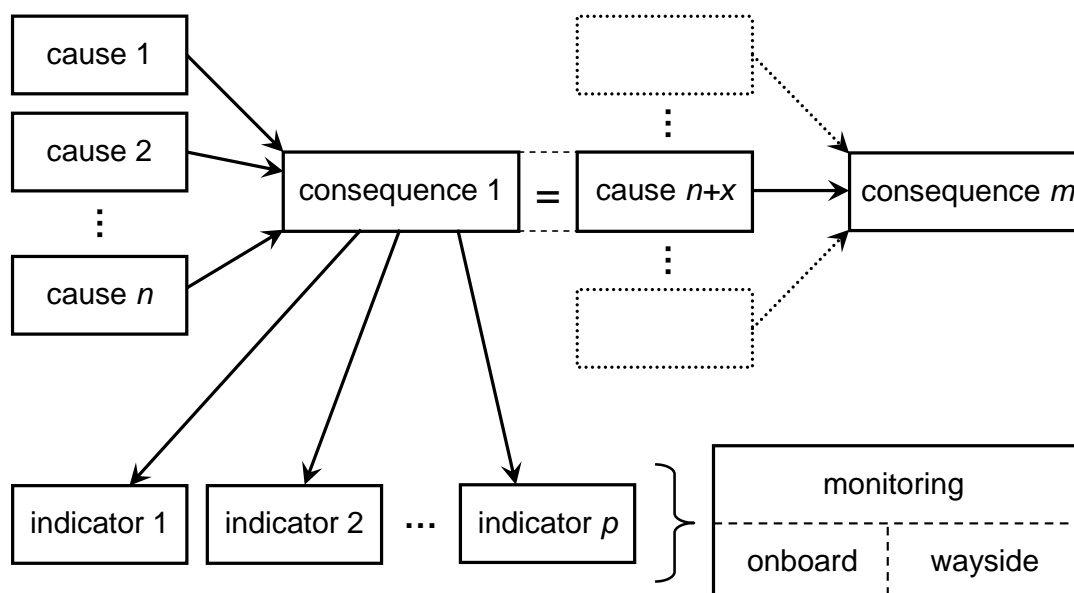 cause 1
cause 2
⋮
cause n
consequence 1
=
⋮
cause n+x
⋮
consequence m
indicator 1
indicator 2
...
indicator p
monitoring
onboard
wayside